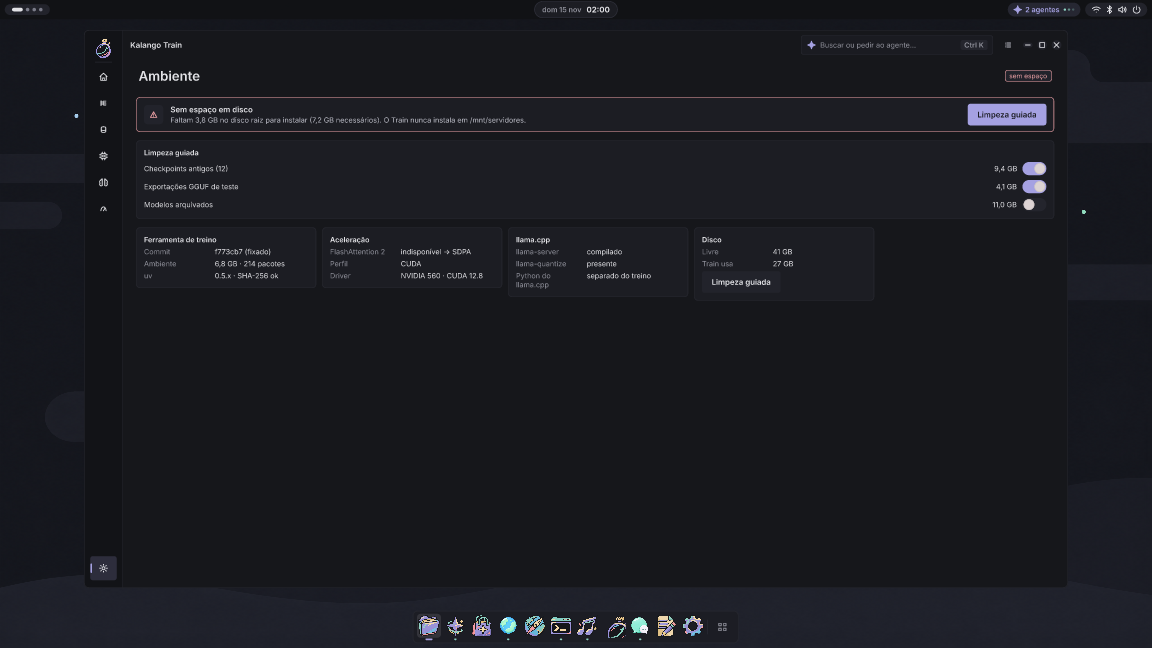 dom 15 nov 02:00
2 agentes
Kalango Train
Buscar ou pedir ao agente... Ctrl K
Ambiente
sem espaço
Sem espaço em disco
Faltam 3,8 GB no disco raiz para instalar (7,2 GB necessários). O Train nunca instala em /mnt/servidores.
Limpeza guiada
Limpeza guiada
Checkpoints antigos (12) 9,4 GB
Exportações GGUF de teste 4,1 GB
Modelos arquivados 11,0 GB
Ferramenta de treino
Commit f773cb7 (fixado)
Ambiente 6,8 GB · 214 pacotes
uv 0.5.x · SHA-256 ok
Aceleração
FlashAttention 2 indisponível → SDPA
Perfil CUDA
Driver NVIDIA 560 · CUDA 12.8
llama.cpp
llama-server compilado
llama-quantize presente
Python do separado do treino
llama.cpp
Disco
Livre 41 GB
Train usa 27 GB
Limpeza guiada